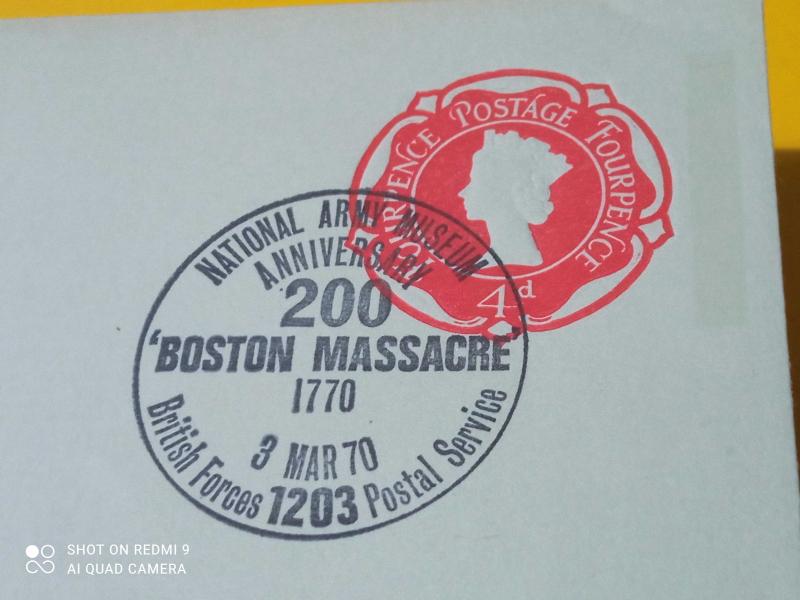 FOURPENCE POSTAGE FOURPENCE
4d
NATIONAL ARMY MUSEUM
ANNIVERSARY
200
'BOSTON MASSACRE'
1770
3 MAR 70
British Forces 1203 Postal Service
SHOT ON REDMI 9
AI QUAD CAMERA